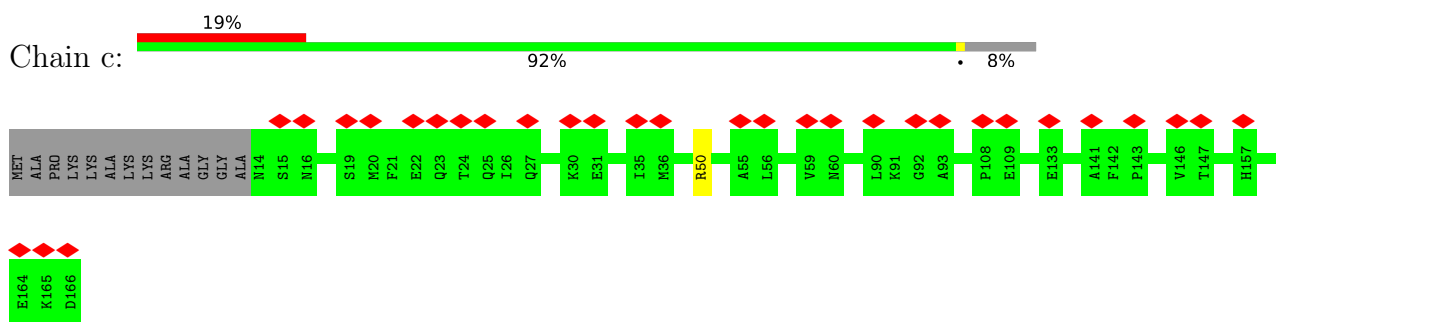 19%
Chain c:
92% • 8%
MET ALA PRO LYS LYS ALA LYS LYS ARG ALA GLY GLY ALA N14 S15 N16 S19 M20 F21 E22 Q23 T24 Q25 I26 Q27 K30 E31 I35 M36 R50 A55 L56 V59 N60 L90 K91 G92 A93 P108 E109 E133 A141 F142 P143 V146 T147 H157
E164 K165 D166